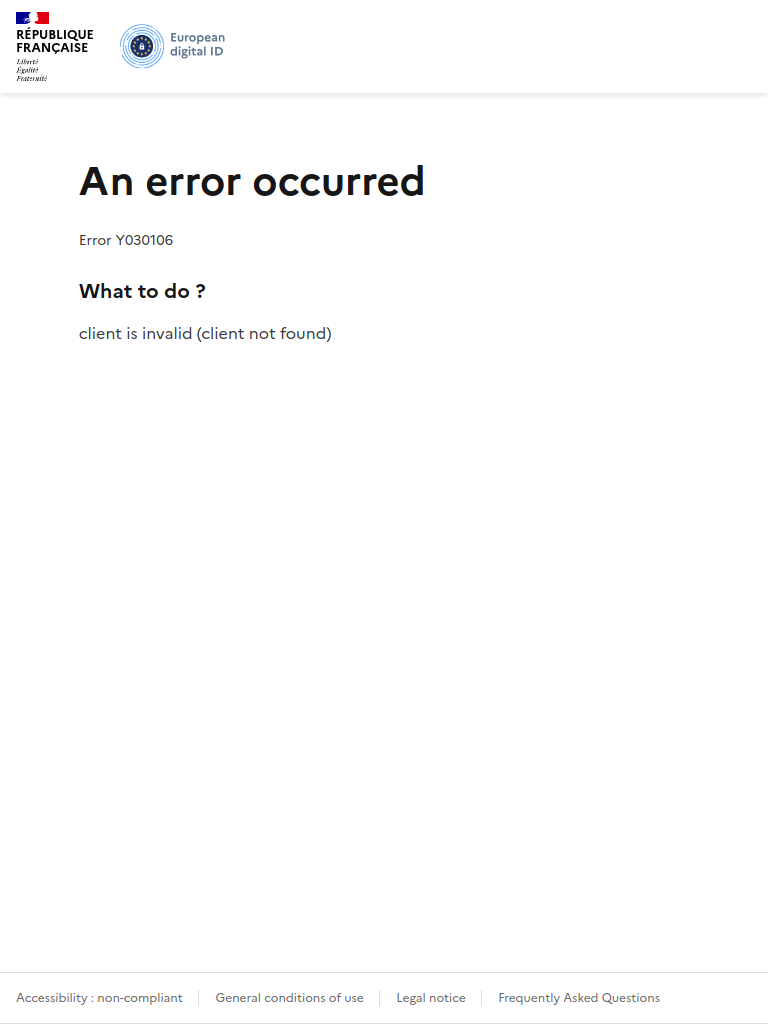 RÉPUBLIQUE
FRANÇAISE
Liberté
Égalité
Fraternité
European
digital ID
An error occurred
Error Y030106
What to do ?
client is invalid (client not found)
Accessibility : non-compliant
General conditions of use
Legal notice
Frequently Asked Questions